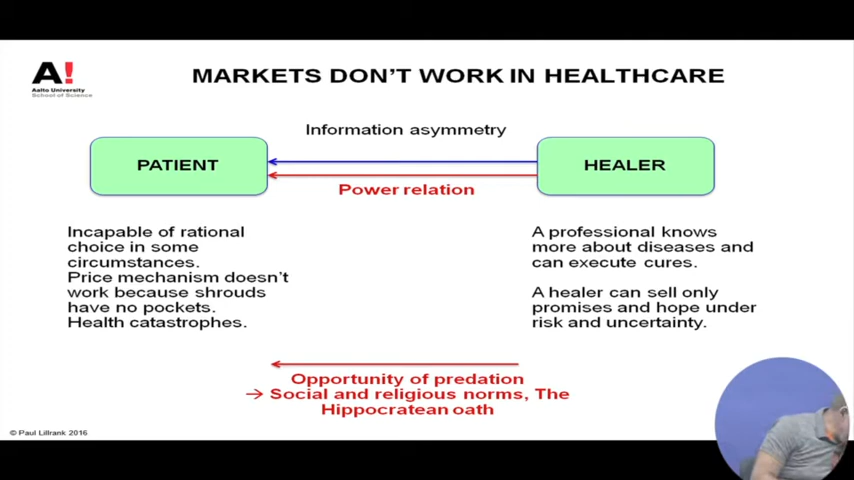 A!
Aalto University
School of Science
MARKETS DON'T WORK IN HEALTHCARE
Information asymmetry
PATIENT
HEALER
Power relation
Incapable of rational
choice in some
circumstances.
Price mechanism doesn't
work because shrouds
have no pockets.
Health catastrophes.
A professional knows
more about diseases and
can execute cures.
A healer can sell only
promises and hope under
risk and uncertainty.
Opportunity of predation
→ Social and religious norms, The
Hippocratean oath
© Paul Lillrank 2016